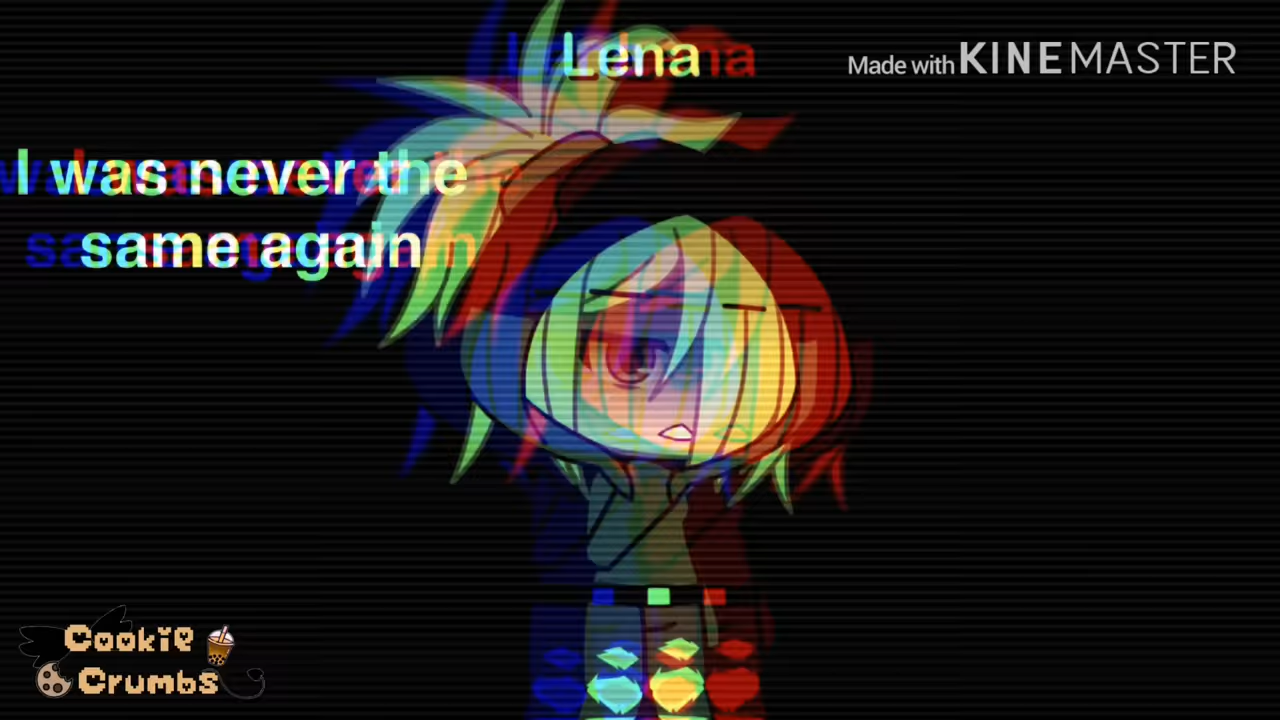 Lena
Made with KINEMASTER
I was never the
same again
Cookie
Crumbs